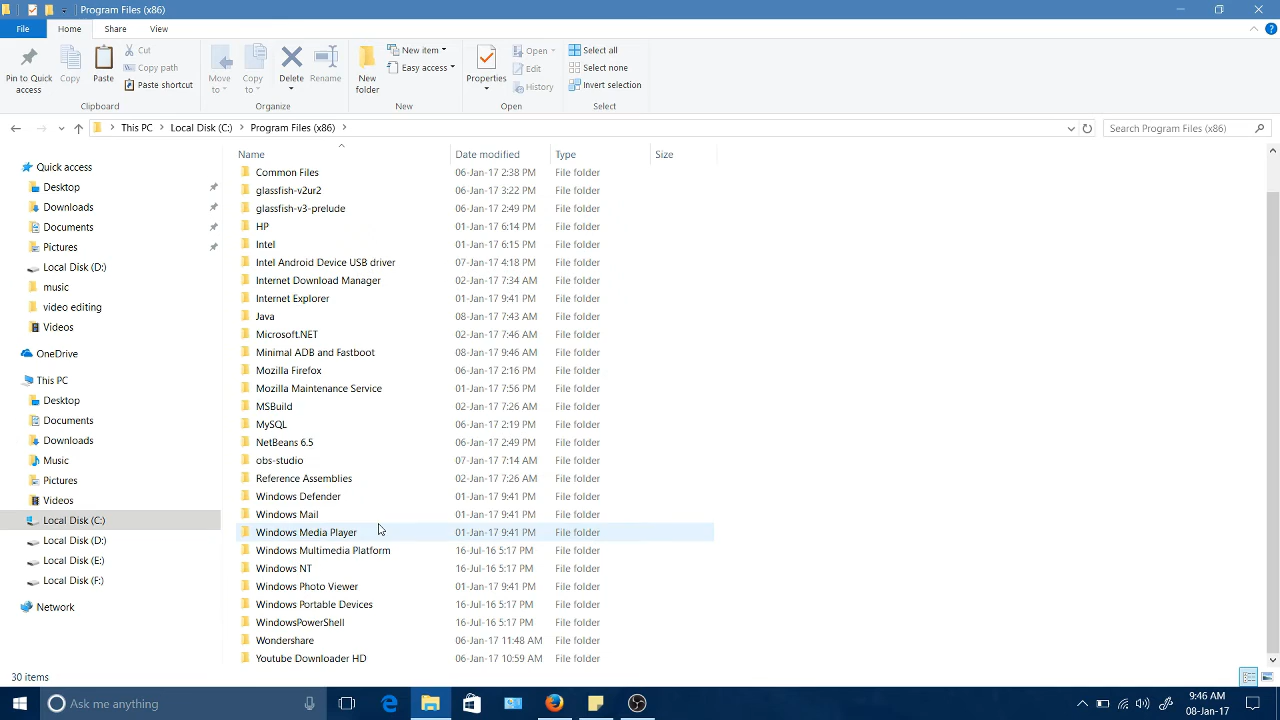 Program Files (x86)
File Home Share View
Pin to Quick access
Copy
Paste
Cut
Copy path
Paste shortcut
Clipboard
Move to
Copy to
Delete
Rename
Organize
New folder
New item
Easy access
New
Properties
Open
Edit
History
Open
Select all
Select none
Invert selection
Select
This PC Local Disk (C:) Program Files (x86)
Search Program Files (x86)
Quick access
Desktop
Downloads
Documents
Pictures
Local Disk (D:)
music
video editing
Videos
OneDrive
This PC
Desktop
Documents
Downloads
Music
Pictures
Videos
Local Disk (C:)
Local Disk (D:)
Local Disk (E:)
Local Disk (F:)
Network
Name Date modified Type Size
Common Files 06-Jan-17 2:38 PM File folder
glassfish-v2ur2 06-Jan-17 3:22 PM File folder
glassfish-v3-prelude 06-Jan-17 2:49 PM File folder
HP 01-Jan-17 6:14 PM File folder
Intel 01-Jan-17 6:15 PM File folder
Intel Android Device USB driver 07-Jan-17 4:18 PM File folder
Internet Download Manager 02-Jan-17 7:34 AM File folder
Internet Explorer 01-Jan-17 9:41 PM File folder
Java 08-Jan-17 7:43 AM File folder
Microsoft.NET 02-Jan-17 7:46 AM File folder
Minimal ADB and Fastboot 08-Jan-17 9:46 AM File folder
Mozilla Firefox 06-Jan-17 2:16 PM File folder
Mozilla Maintenance Service 01-Jan-17 7:56 PM File folder
MSBuild 02-Jan-17 7:26 AM File folder
MySQL 06-Jan-17 2:19 PM File folder
NetBeans 6.5 06-Jan-17 2:49 PM File folder
obs-studio 07-Jan-17 7:14 AM File folder
Reference Assemblies 02-Jan-17 7:26 AM File folder
Windows Defender 01-Jan-17 9:41 PM File folder
Windows Mail 01-Jan-17 9:41 PM File folder
Windows Media Player 01-Jan-17 9:41 PM File folder
Windows Multimedia Platform 16-Jul-16 5:17 PM File folder
Windows NT 16-Jul-16 5:17 PM File folder
Windows Photo Viewer 01-Jan-17 9:41 PM File folder
Windows Portable Devices 16-Jul-16 5:17 PM File folder
WindowsPowerShell 16-Jul-16 5:17 PM File folder
Wondershare 06-Jan-17 11:48 AM File folder
Youtube Downloader HD 06-Jan-17 10:59 AM File folder
30 items
Ask me anything
9:46 AM
08-Jan-17